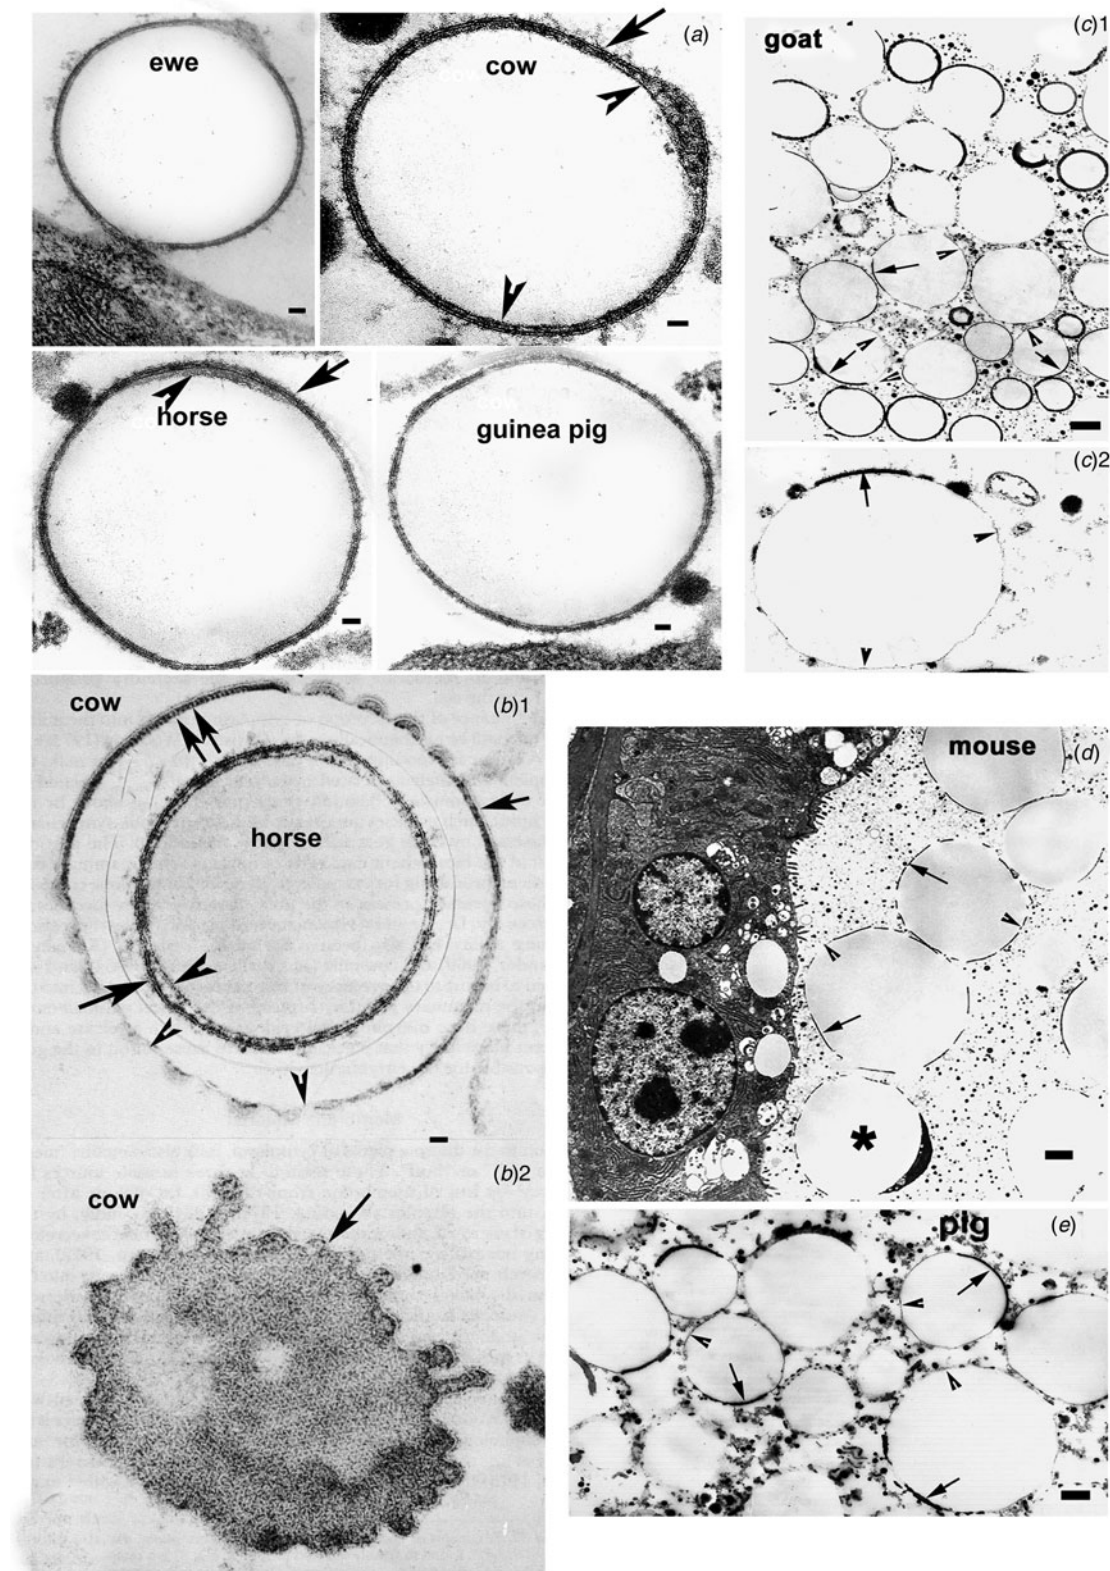 ewe
cow
(a)
goat
(c)1
horse
guinea pig
(c)2
cow
(b)1
horse
mouse
(d)
*
cow
(b)2
pig
(e)